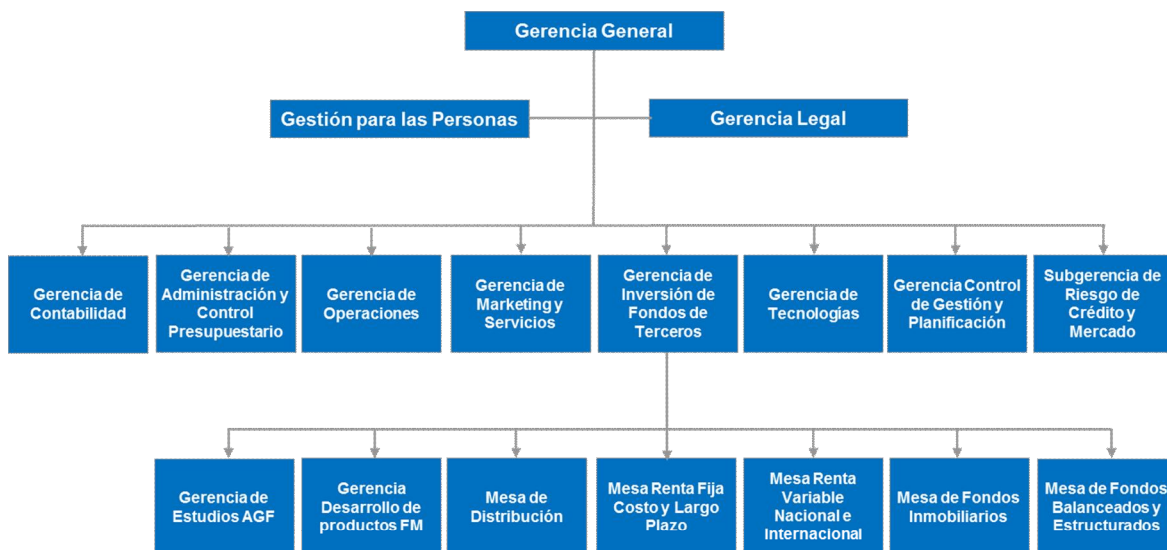 Gerencia General
Gestión para las Personas
Gerencia Legal
Gerencia de
Contabilidad
Gerencia de
Administración y
Control
Presupuestario
Gerencia de
Operaciones
Gerencia de
Marketing y
Servicios
Gerencia de
Inversión de
Fondos de
Terceros
Gerencia de
Tecnologías
Gerencia Control
de Gestión y
Planificación
Subgerencia de
Riesgo de
Crédito y
Mercado
Gerencia de
Estudios AGF
Gerencia
Desarrollo de
productos FM
Mesa de
Distribución
Mesa Renta Fija
Costo y Largo
Plazo
Mesa Renta
Variable
Nacional e
Internacional
Mesa de Fondos
Inmobiliarios
Mesa de Fondos
Balanceados y
Estructurados